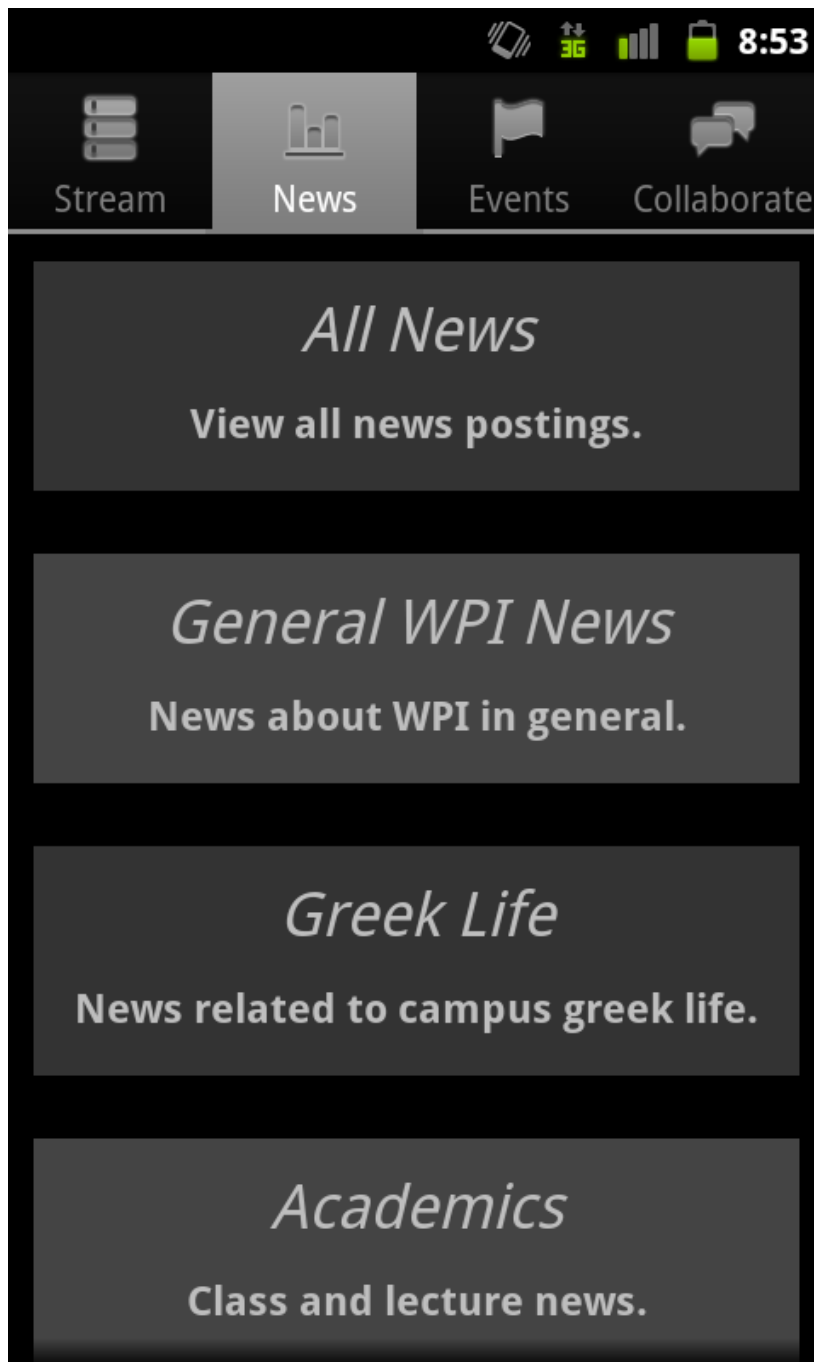 3G 8:53
Stream News Events Collaborate
All News
View all news postings.
General WPI News
News about WPI in general.
Greek Life
News related to campus greek life.
Academics
Class and lecture news.